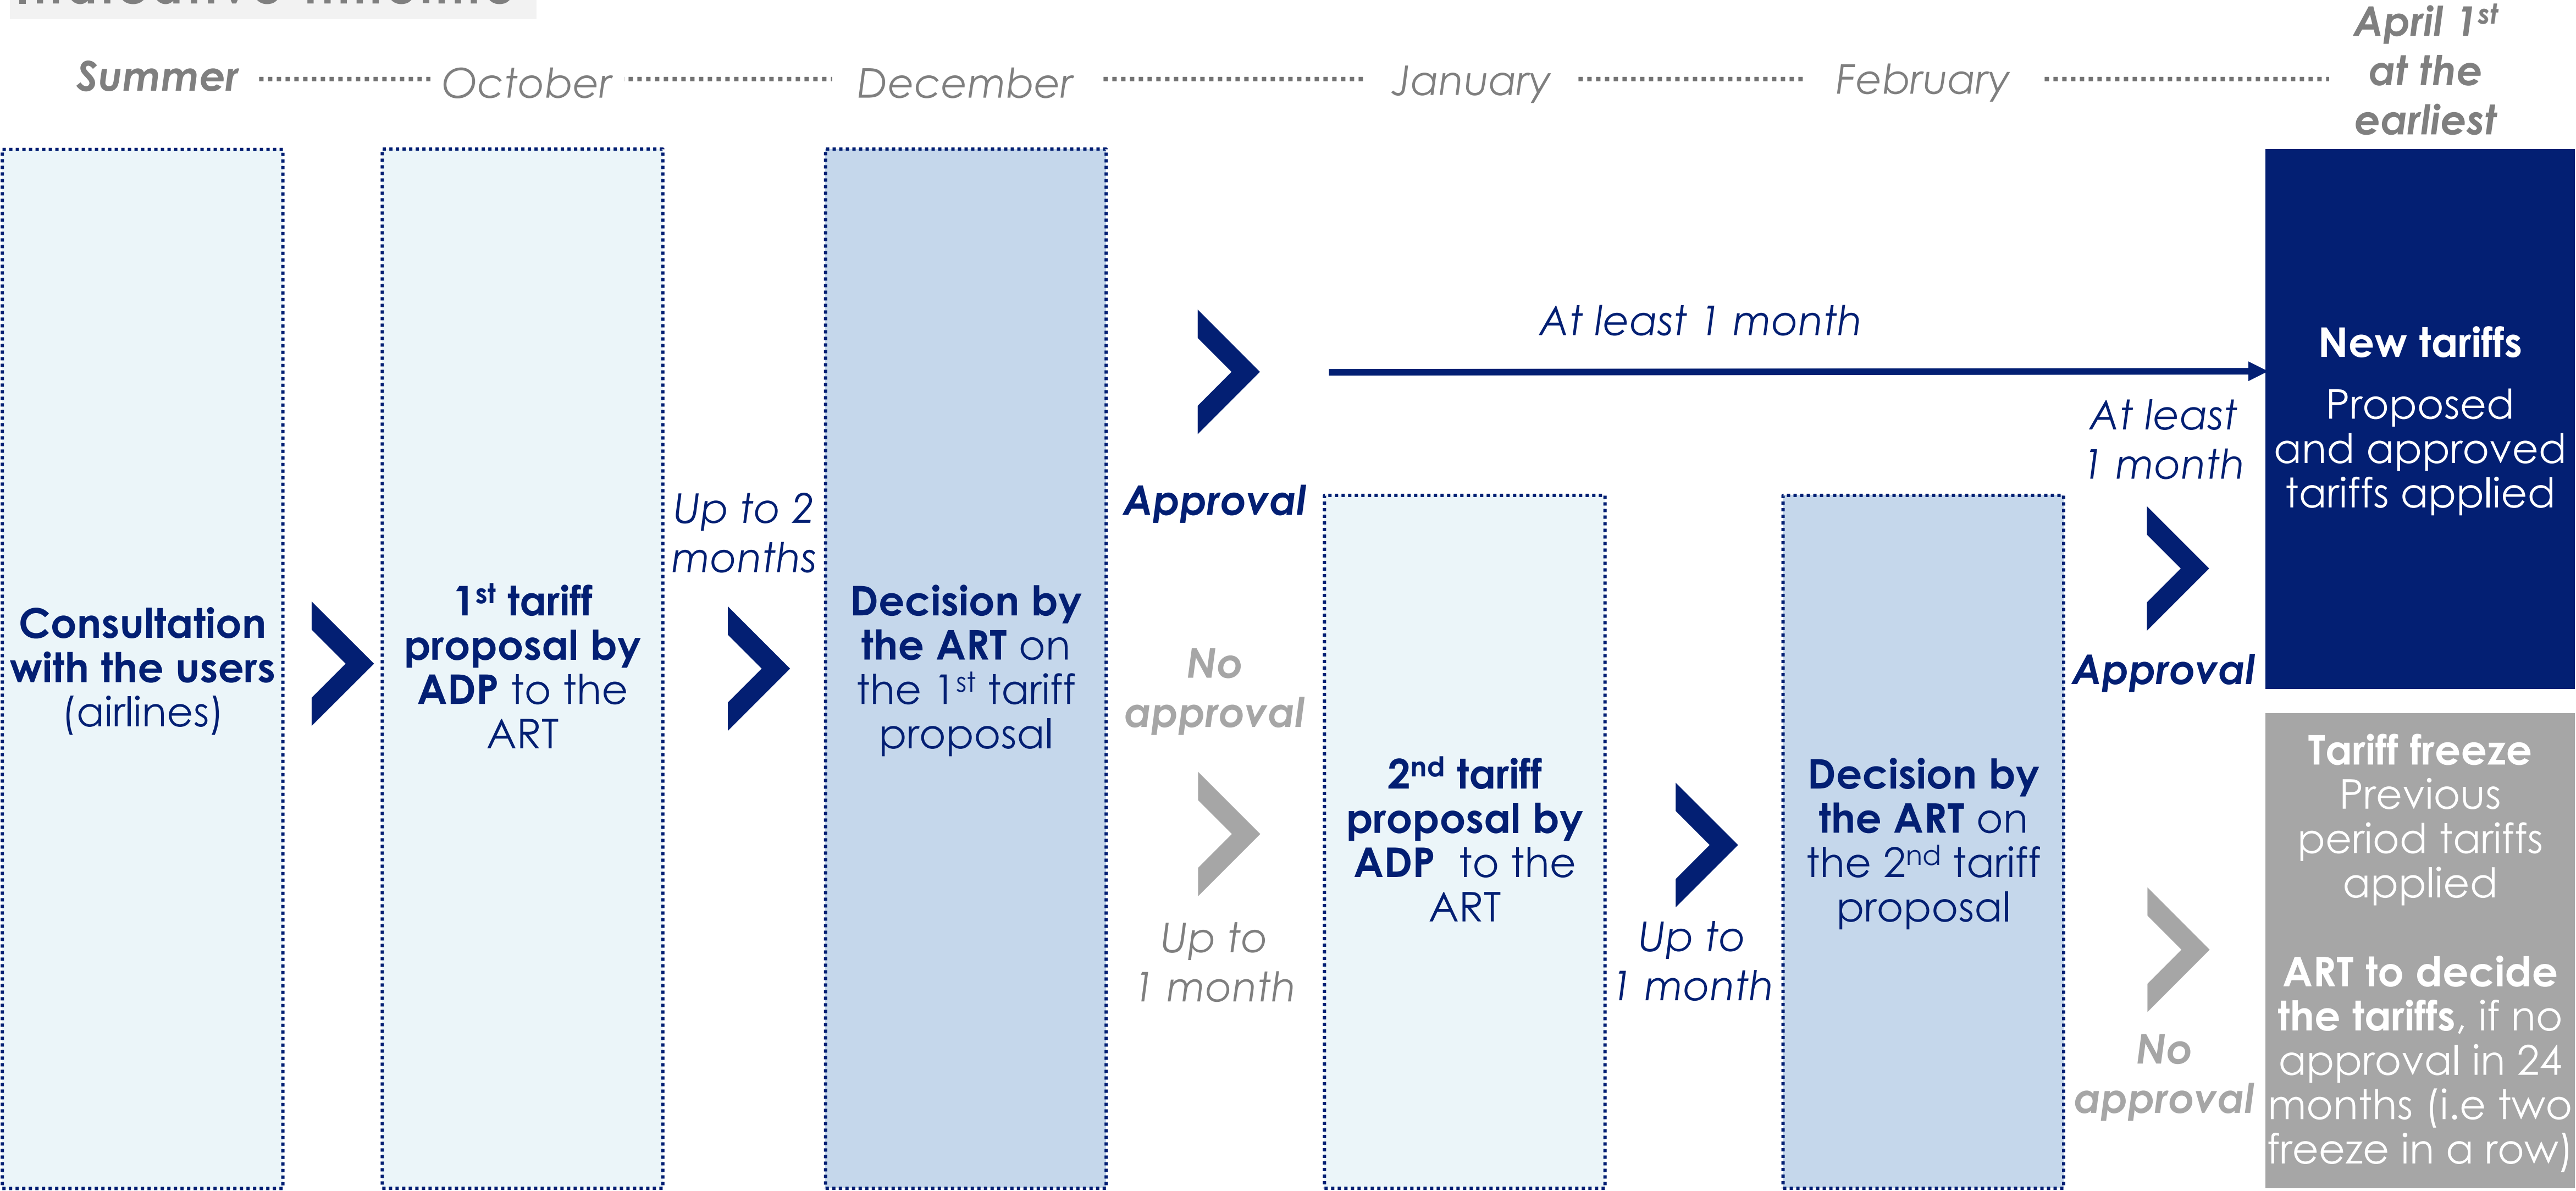 Summer
October
December
January
February
April 1st
at the
earliest
Consultation
with the users
(airlines)
1st tariff
proposal by
ADP to the
ART
Up to 2
months
Decision by
the ART on
the 1st tariff
proposal
Approval
At least 1 month
No
approval
Up to
1 month
2nd tariff
proposal by
ADP  to the
ART
Up to
1 month
Decision by
the ART on
the 2nd tariff
proposal
At least
1 month
Approval
No
approval
New tariffs
Proposed
and approved
tariffs applied
Tariff freeze
Previous
period tariffs
applied
ART to decide
the tariffs, if no
approval in 24
months (i.e two
freeze in a row)